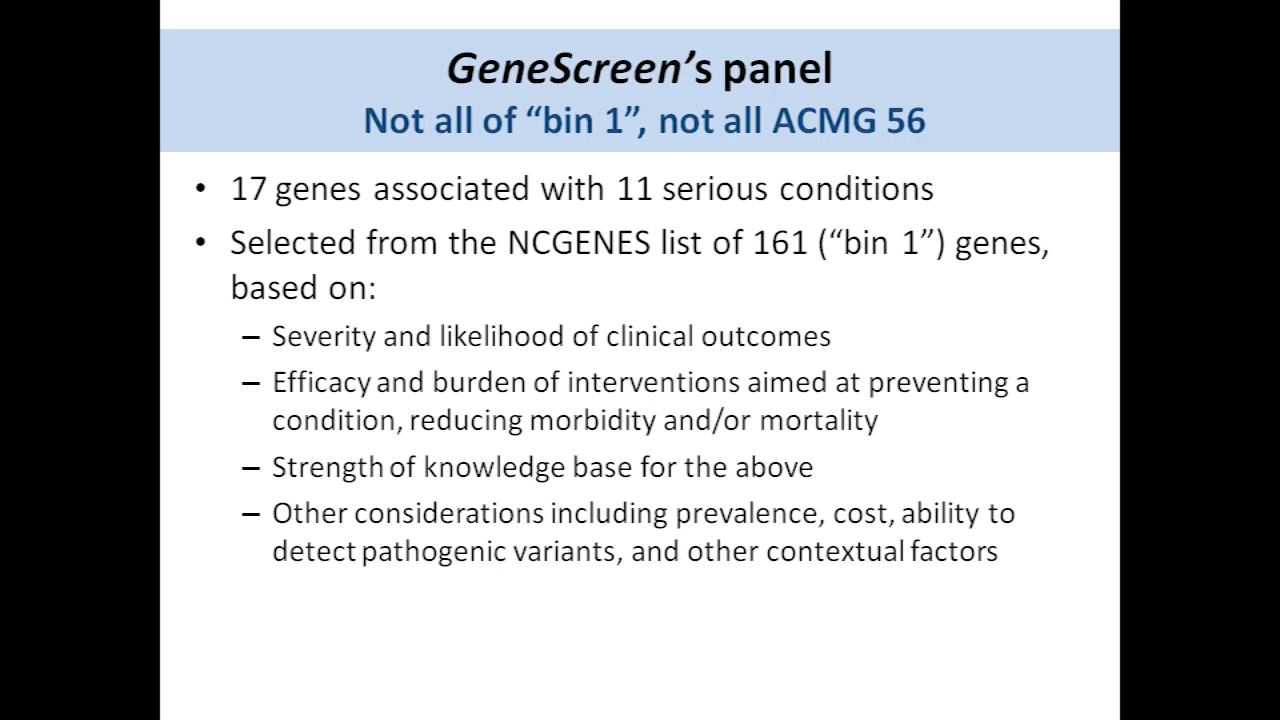 GeneScreen’s panel
Not all of “bin 1”, not all ACMG 56
• 17 genes associated with 11 serious conditions
• Selected from the NCGENES list of 161 (“bin 1”) genes,
based on:
– Severity and likelihood of clinical outcomes
– Efficacy and burden of interventions aimed at preventing a
condition, reducing morbidity and/or mortality
– Strength of knowledge base for the above
– Other considerations including prevalence, cost, ability to
detect pathogenic variants, and other contextual factors